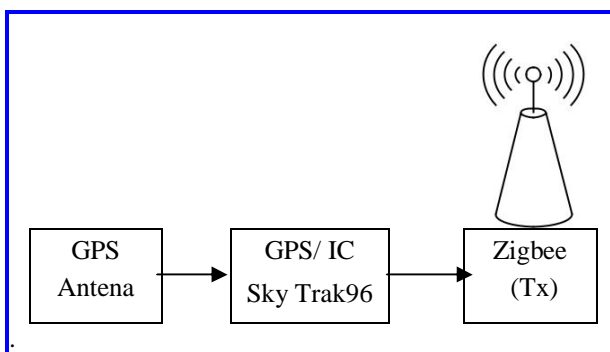 GPS
Antena
GPS/ IC
Sky Trak96
Zigbee
(Tx)
.